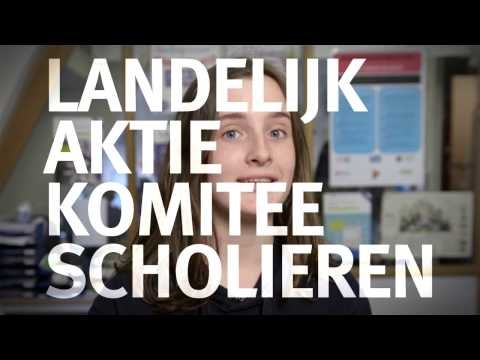 LANDELIJK
AKTIE
KOMITEE
SCHOLIEREN